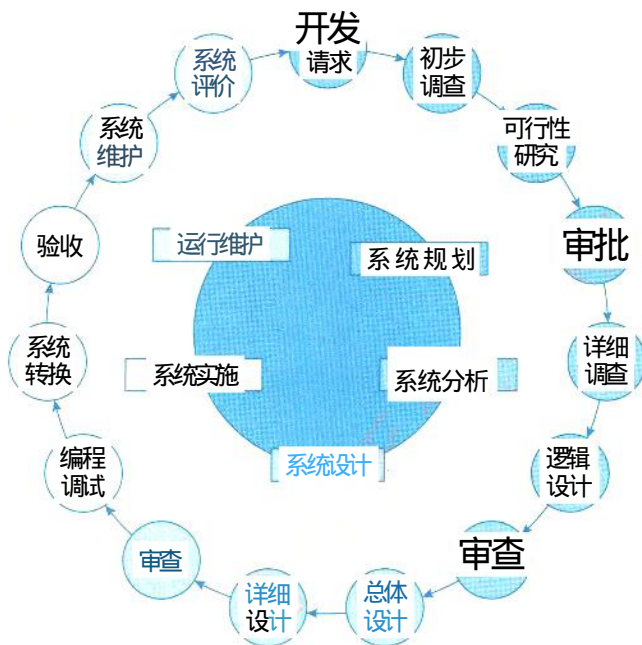 开发
请求
初步
调查
可行性
研究
审批
详细
调查
逻辑
设计
审查
总体
设计
详细
设计
审查
编程
调试
系统
转换
验收
系统
维护
系统
评价
运行维护
系统规划
系统实施
系统分析
系统设计